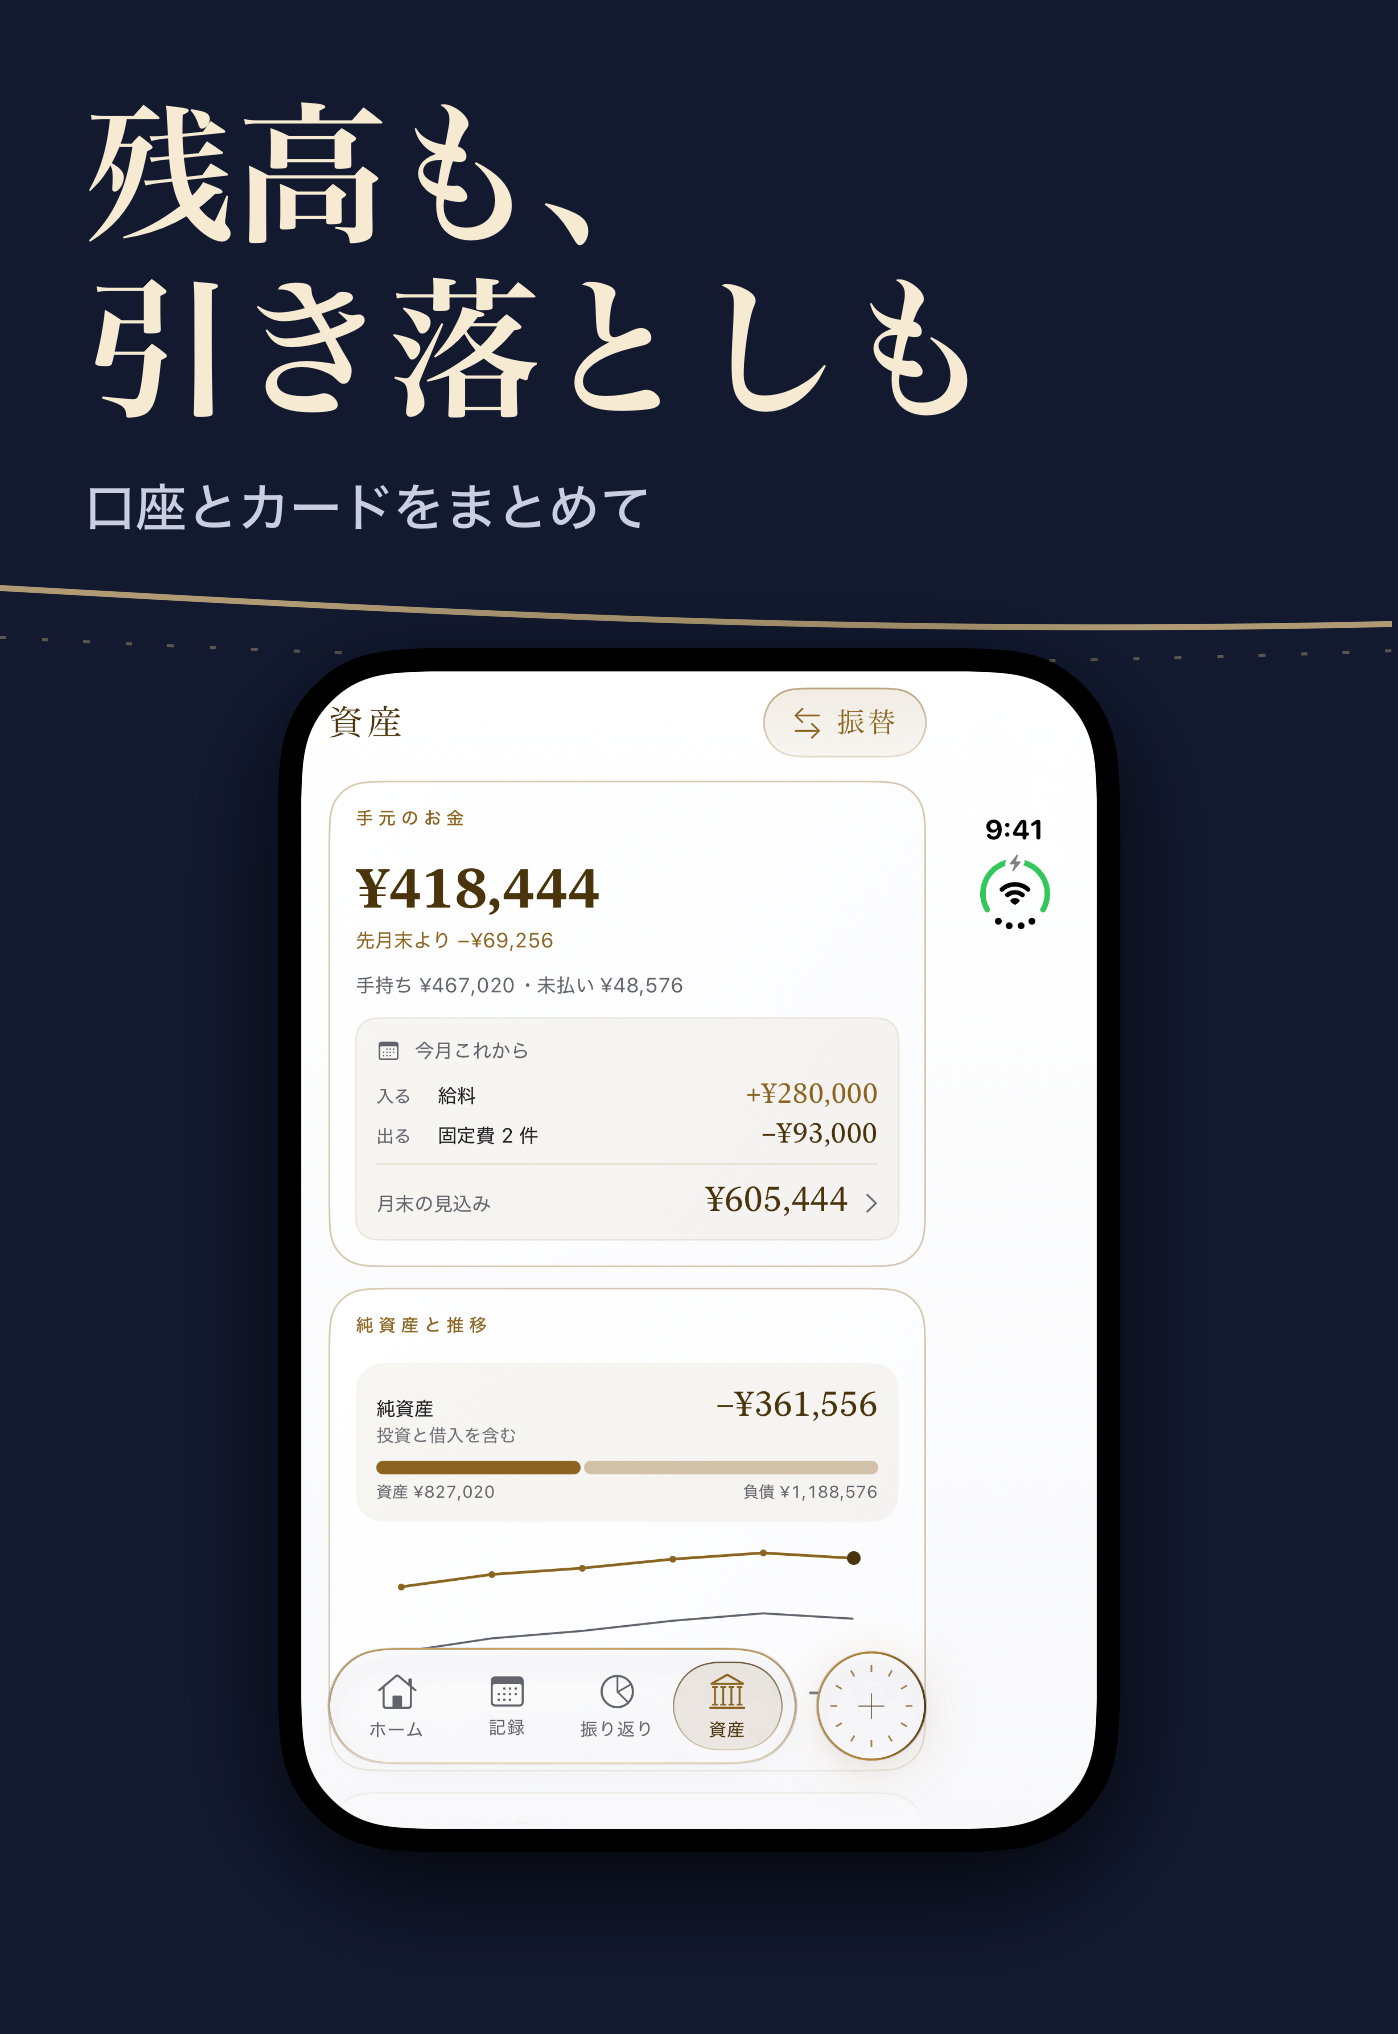 残高も、
引き落としも
口座とカードをまとめて
資産
振替
手元のお金
9:41
¥418,444
先月末より −¥69,256
手持ち ¥467,020・未払い ¥48,576
今月これから
入る 給料 +¥280,000
出る 固定費 2 件 −¥93,000
月末の見込み ¥605,444
純資産と推移
純資産 −¥361,556
投資と借入を含む
資産 ¥827,020 負債 ¥1,188,576
ホーム 記録 振り返り 資産